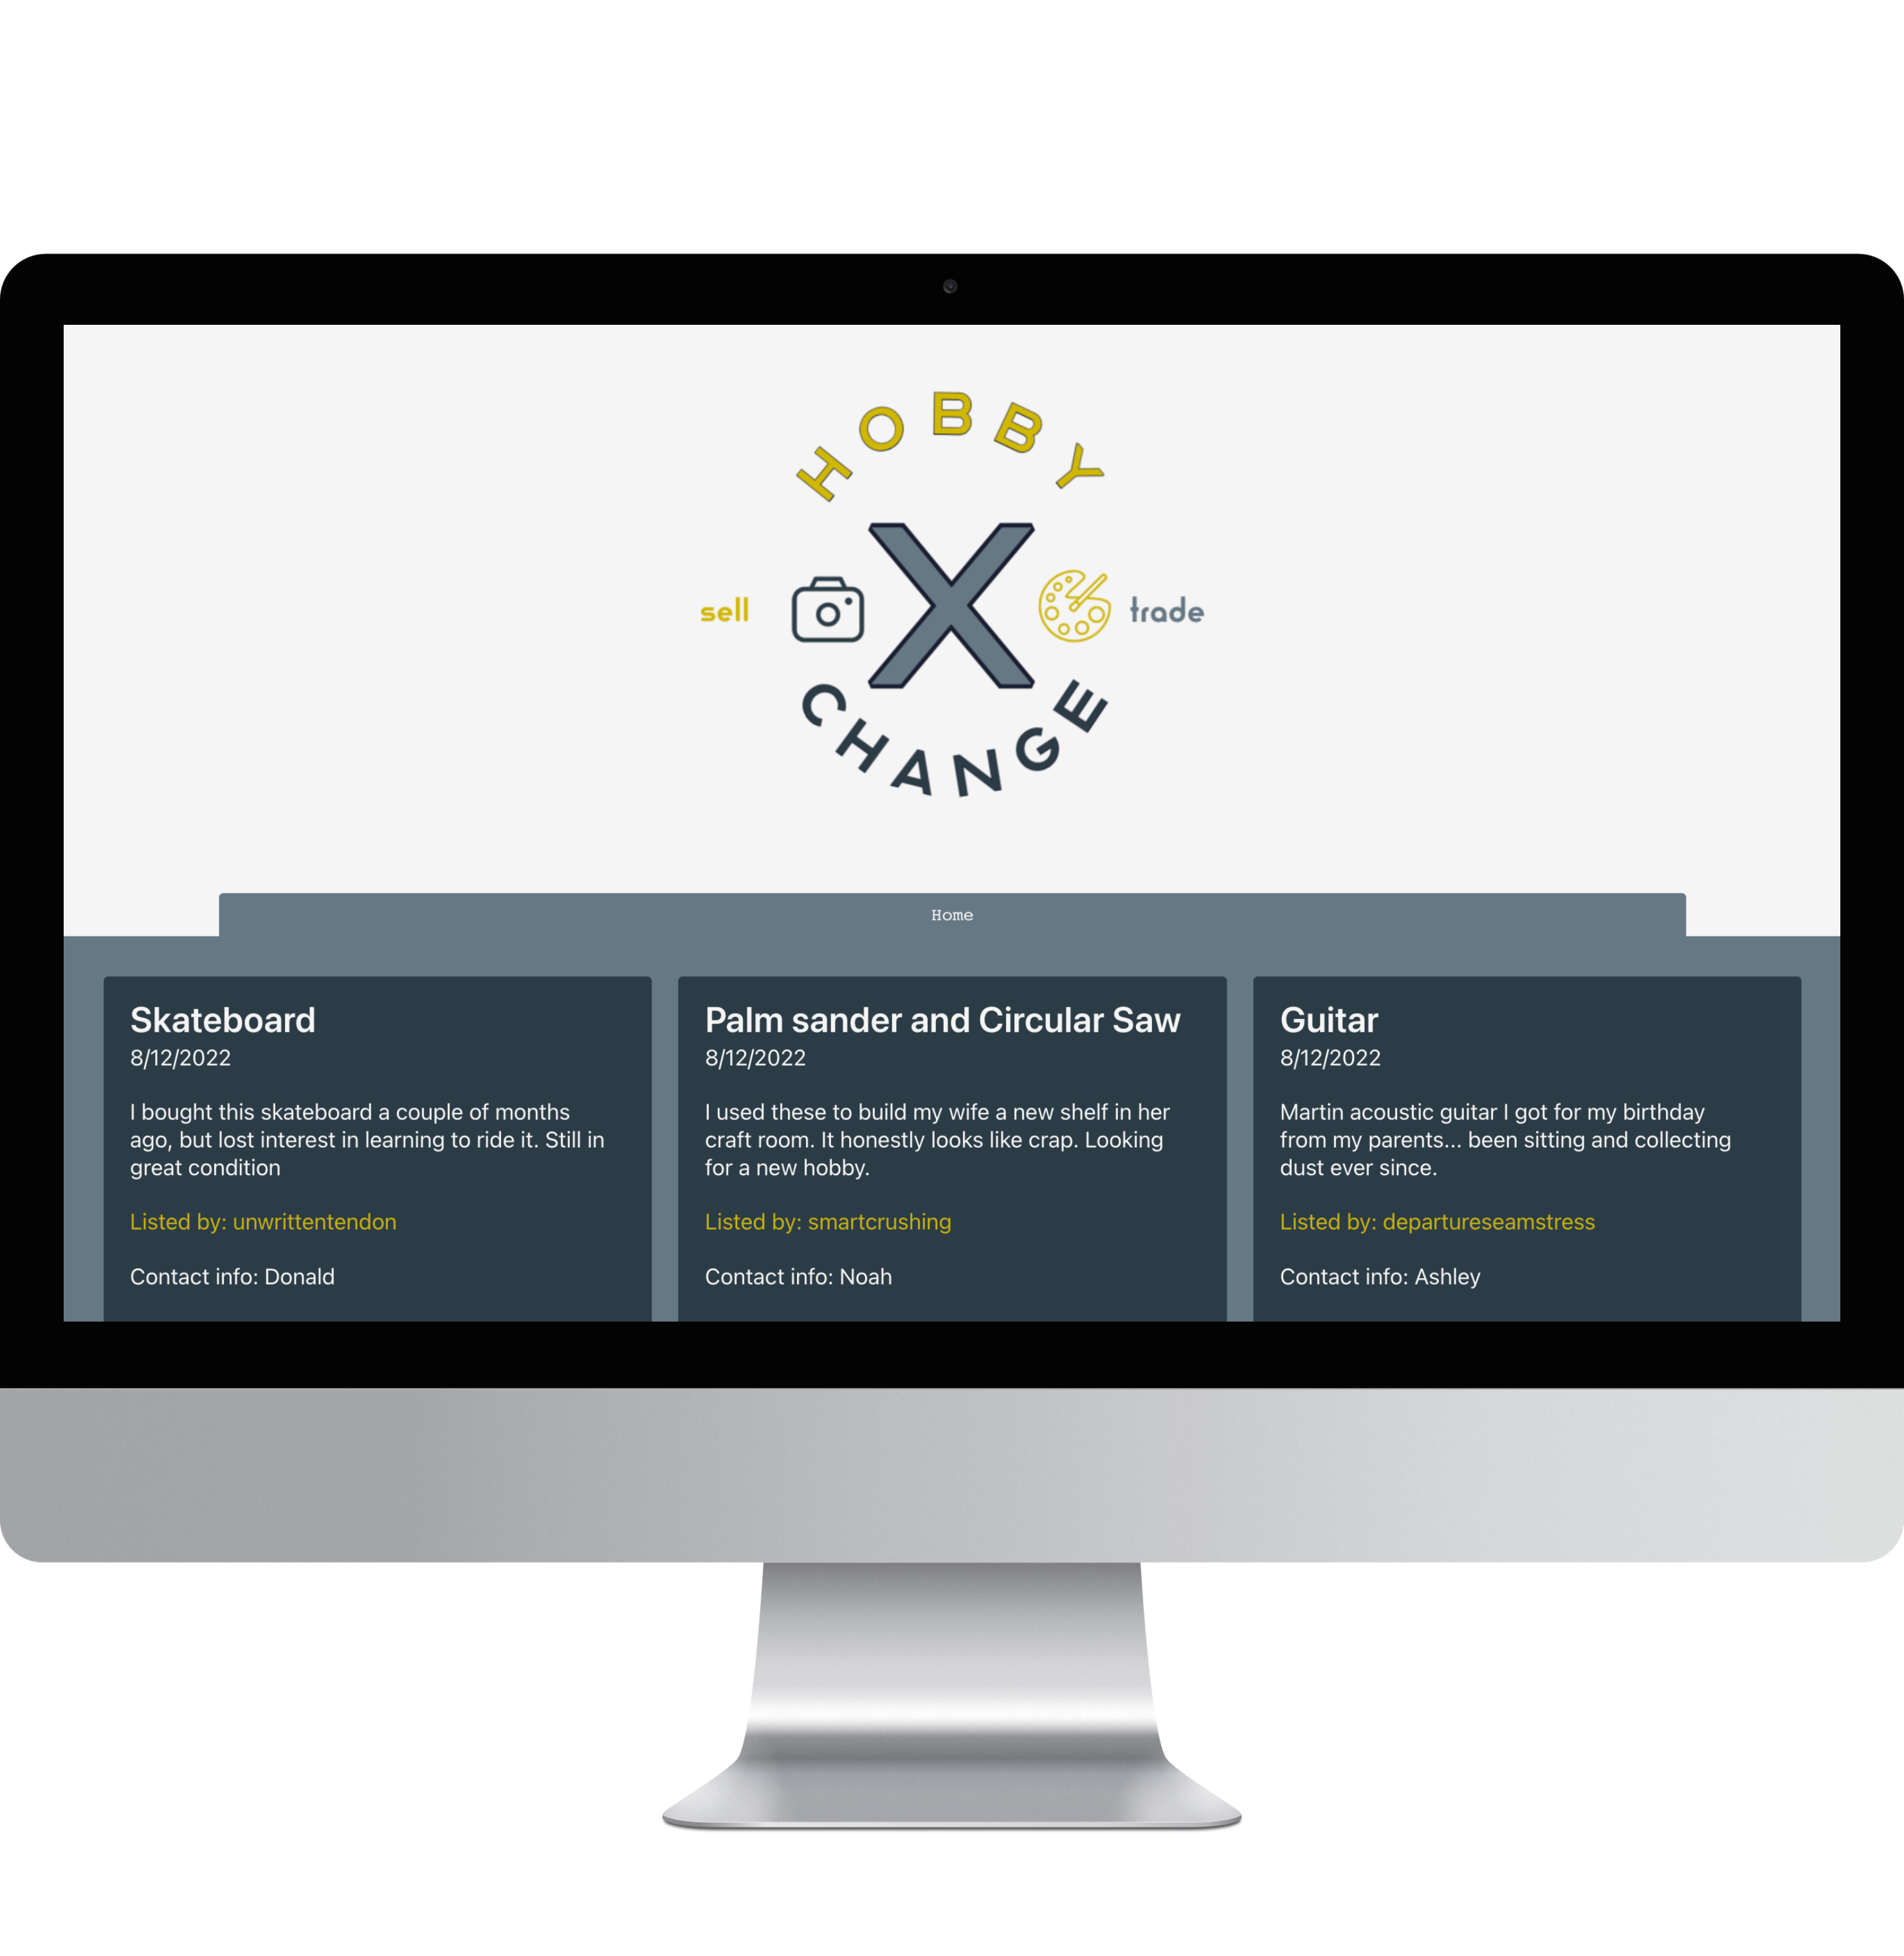 HOBBY
sell X trade
CHANGE
Home
Skateboard
8/12/2022
I bought this skateboard a couple of months
ago, but lost interest in learning to ride it. Still in
great condition
Listed by: unwrittentendon
Contact info: Donald
Palm sander and Circular Saw
8/12/2022
I used these to build my wife a new shelf in her
craft room. It honestly looks like crap. Looking
for a new hobby.
Listed by: smartcrushing
Contact info: Noah
Guitar
8/12/2022
Martin acoustic guitar I got for my birthday
from my parents... been sitting and collecting
dust ever since.
Listed by: departureseamstress
Contact info: Ashley